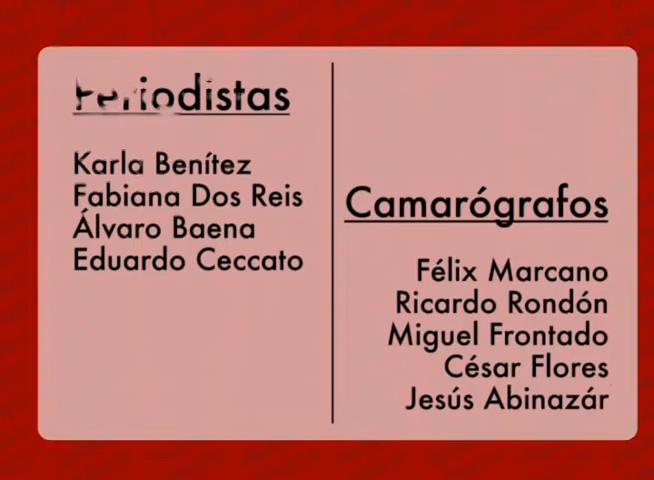 Periodistas
Karla Benítez
Fabiana Dos Reis
Álvaro Baena
Eduardo Ceccato
Camarógrafos
Félix Marcano
Ricardo Rondón
Miguel Frontado
César Flores
Jesús Abinazár